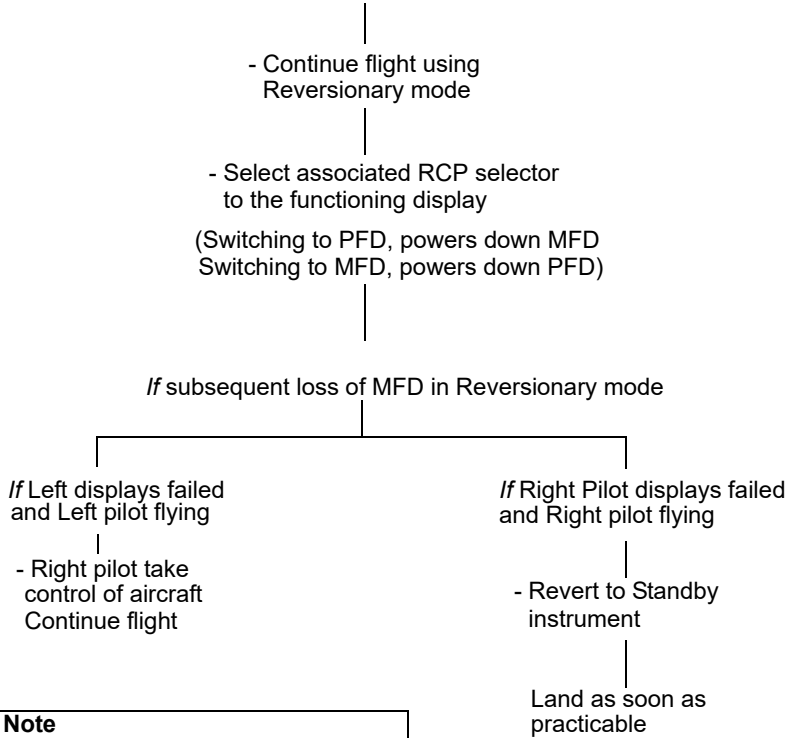 - Continue flight using
Reversionary mode
- Select associated RCP selector
to the functioning display
(Switching to PFD, powers down MFD
Switching to MFD, powers down PFD)
If subsequent loss of MFD in Reversionary mode
If Left displays failed
and Left pilot flying
- Right pilot take
control of aircraft
Continue flight
If Right Pilot displays failed
and Right pilot flying
- Revert to Standby
instrument
Land as soon as
practicable
Note